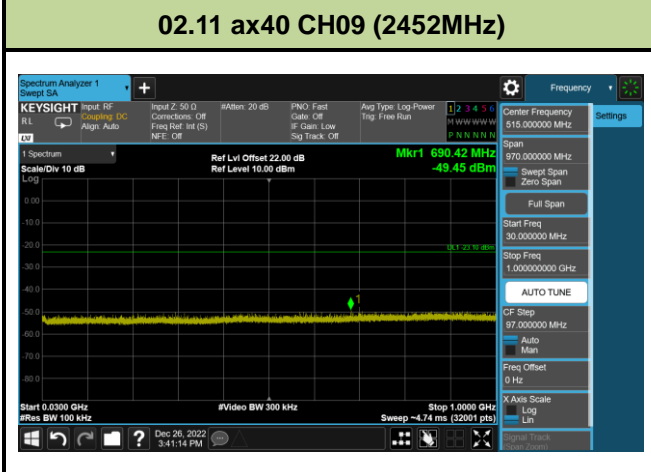 02.11 ax40 CH09 (2452MHz)
Spectrum Analyzer 1
Swept SA
Frequency
KEYSIGHT Input: RF Input Z: 50 Ω #Atten: 20 dB PNO: Fast Avg Type: Log-Power 1 2 3 4 5 6
RL Coupling: DC Corrections: Off Gate: Off Trig: Free Run M W W W W W
Align: Auto Freq Ref: Int (S) IF Gain: Low
LXI NFE: Off Sig Track: Off P N N N N N
1 Spectrum
Ref Lvl Offset 22.00 dB
Mkr1 690.42 MHz
Scale/Div 10 dB
Ref Level 10.00 dBm
-49.45 dBm
Log
0.00
-10.0
-20.0
DL1 -23.10 dBm
-30.0
-40.0
1
-50.0
-60.0
-70.0
-80.0
Start 0.0300 GHz #Video BW 300 kHz Stop 1.0000 GHz
#Res BW 100 kHz Sweep ~4.74 ms (32001 pts)
Dec 26, 2022
3:41:14 PM
Center Frequency
515.000000 MHz
Settings
Span
970.000000 MHz
Swept Span
Zero Span
Full Span
Start Freq
30.000000 MHz
Stop Freq
1.000000000 GHz
AUTO TUNE
CF Step
97.000000 MHz
Auto
Man
Freq Offset
0 Hz
X Axis Scale
Log
Lin
Signal Track
(Span Zoom)